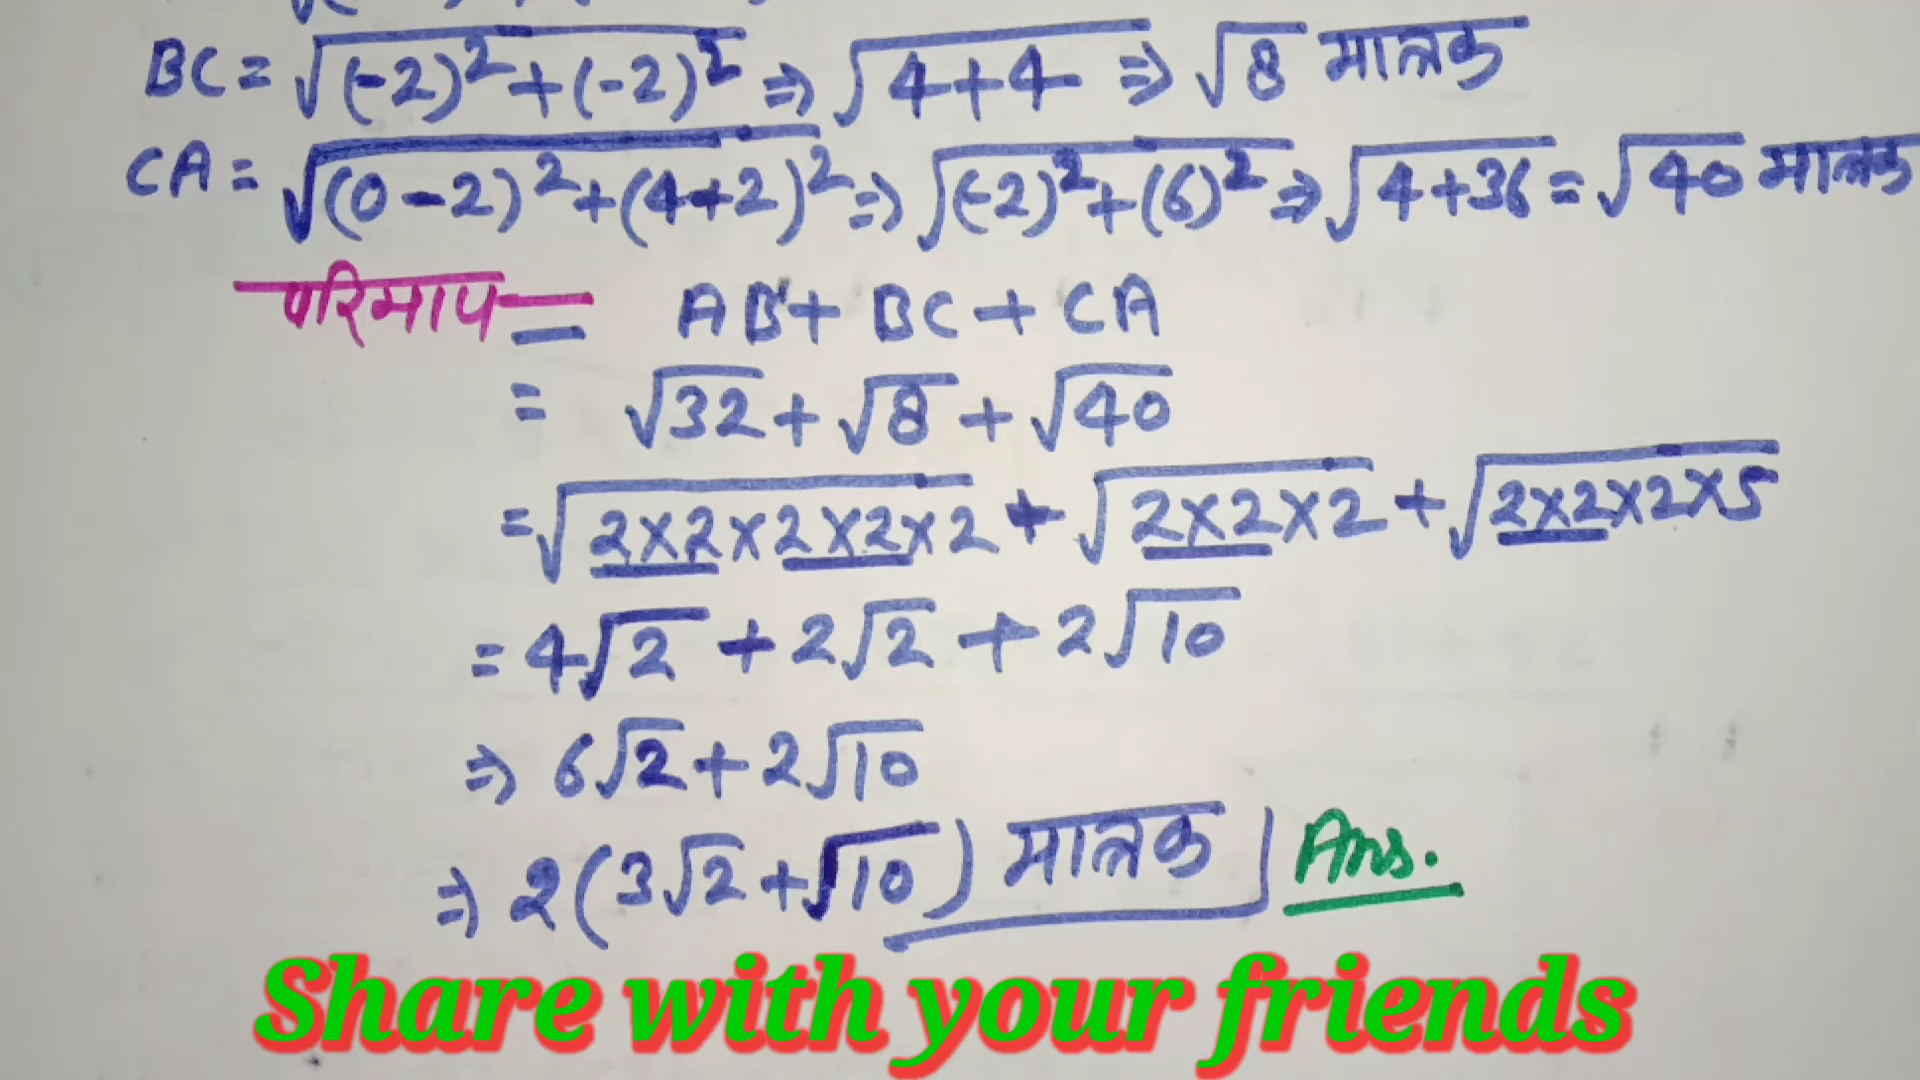 BC = √(-2)²+(-2)² ⇒ √4+4 ⇒ √8 मात्रक
CA = √(0-2)²+(4+2)² ⇒ √(-2)²+(6)² ⇒ √4+36 = √40 मात्रक
परिमाप = AB+ BC + CA
= √32 + √8 + √40
= √2×2×2×2×2 + √2×2×2 + √2×2×2×5
= 4√2 + 2√2 + 2√10
⇒ 6√2 + 2√10
⇒ 2(3√2 + √10) मात्रक Ans.
Share with your friends